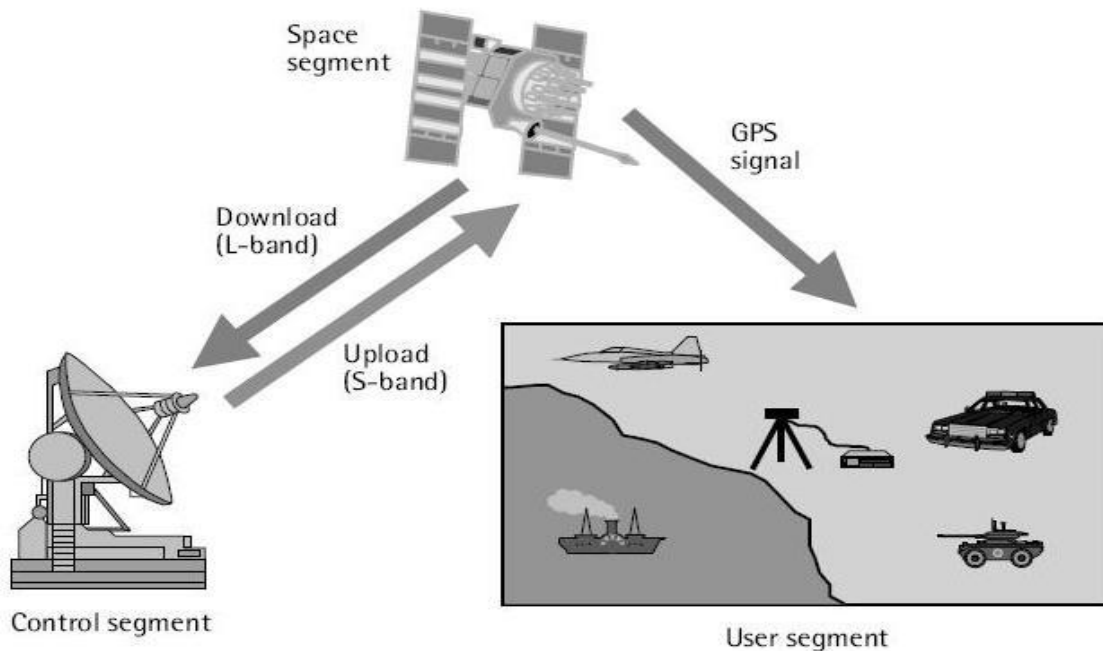 Space
segment
GPS
signal
Download
(L-band)
Upload
(S-band)
Control segment
User segment